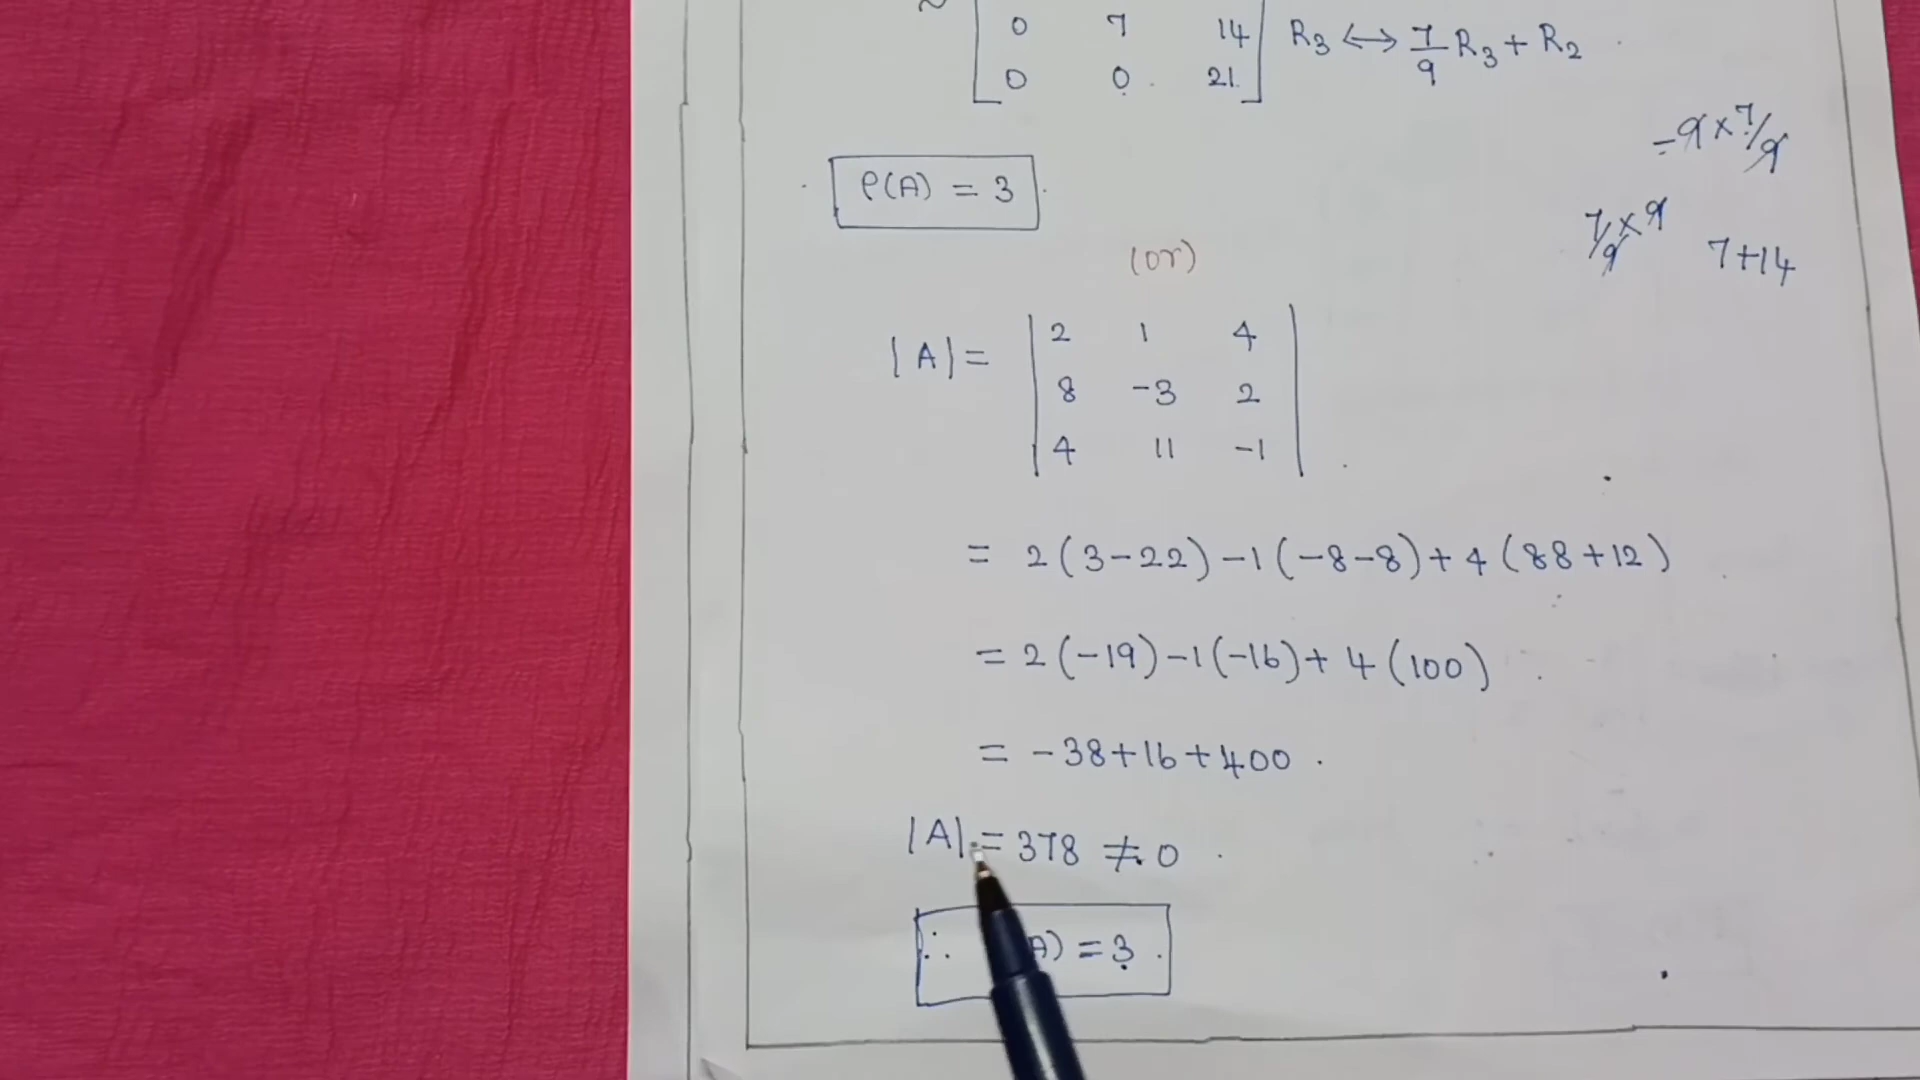 ~ 0 7 14 R₃ ↔ 7/9 R₃ + R₂
0 0 21
-9 × 7/9
ρ(A) = 3
7/9 × 9 7+14
(or)
|A| = | 2 1 4 |
| 8 -3 2 |
| 4 11 -1 |
= 2(3-22)-1(-8-8)+4(88+12)
= 2(-19)-1(-16)+4(100)
= -38+16+400
|A| = 378 ≠ 0
∴ A) = 3